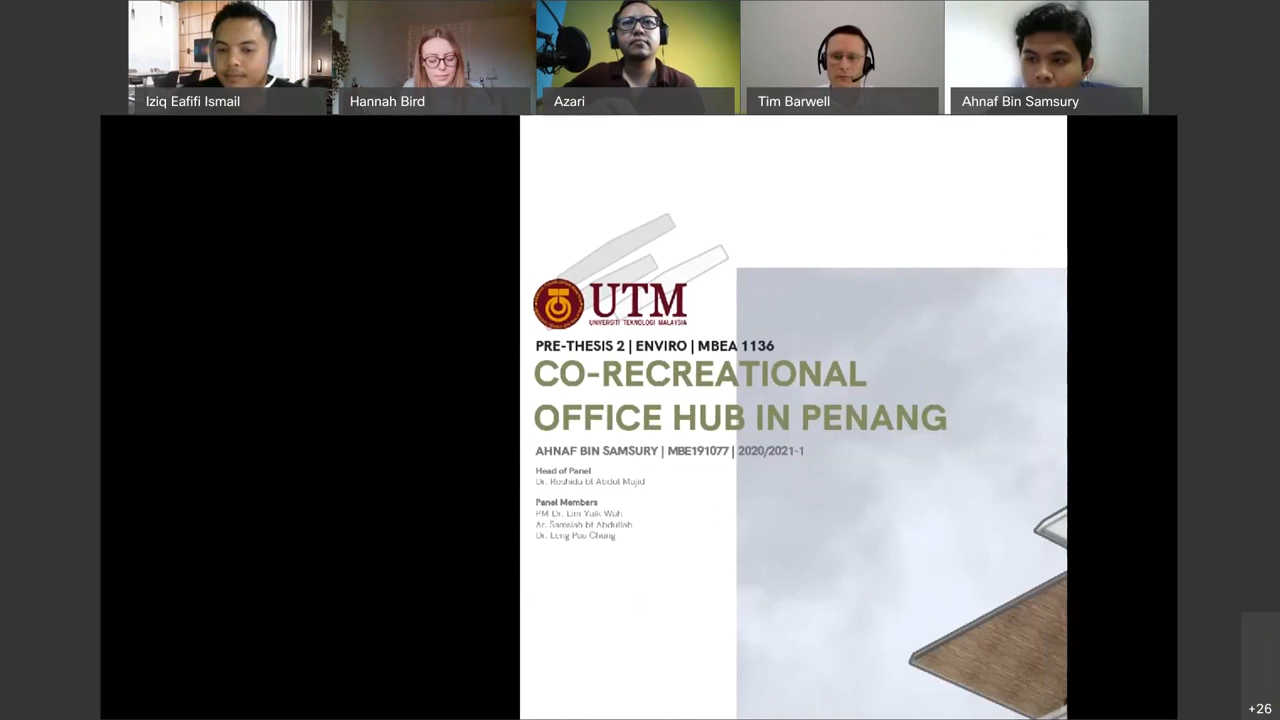 Iziq Eafifi Ismail
Hannah Bird
Azari
Tim Barwell
Ahnaf Bin Samsury
UTM
UNIVERSITI TEKNOLOGI MALAYSIA
PRE-THESIS 2 | ENVIRO | MBEA 1136
CO-RECREATIONAL
OFFICE HUB IN PENANG
AHNAF BIN SAMSURY | MBE191077 | 2020/2021-1
Head of Panel
Dr. Roshida bt Abdul Majid
Panel Members
PM Dr. Lim Yaik Wah
Ar. Samsiah bt Abdullah
Dr. Leng Pau Chung
+26